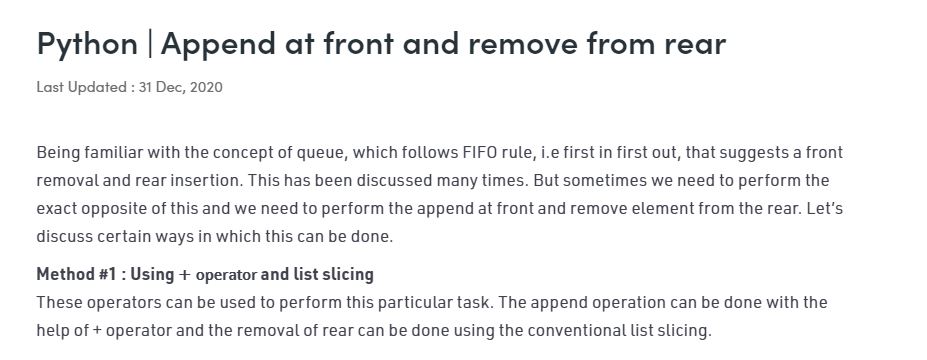 Python | Append at front and remove from rear
Last Updated : 31 Dec, 2020
Being familiar with the concept of queue, which follows FIFO rule, i.e first in first out, that suggests a front
removal and rear insertion. This has been discussed many times. But sometimes we need to perform the
exact opposite of this and we need to perform the append at front and remove element from the rear. Let's
discuss certain ways in which this can be done.
Method #1 : Using + operator and list slicing
These operators can be used to perform this particular task. The append operation can be done with the
help of + operator and the removal of rear can be done using the conventional list slicing.